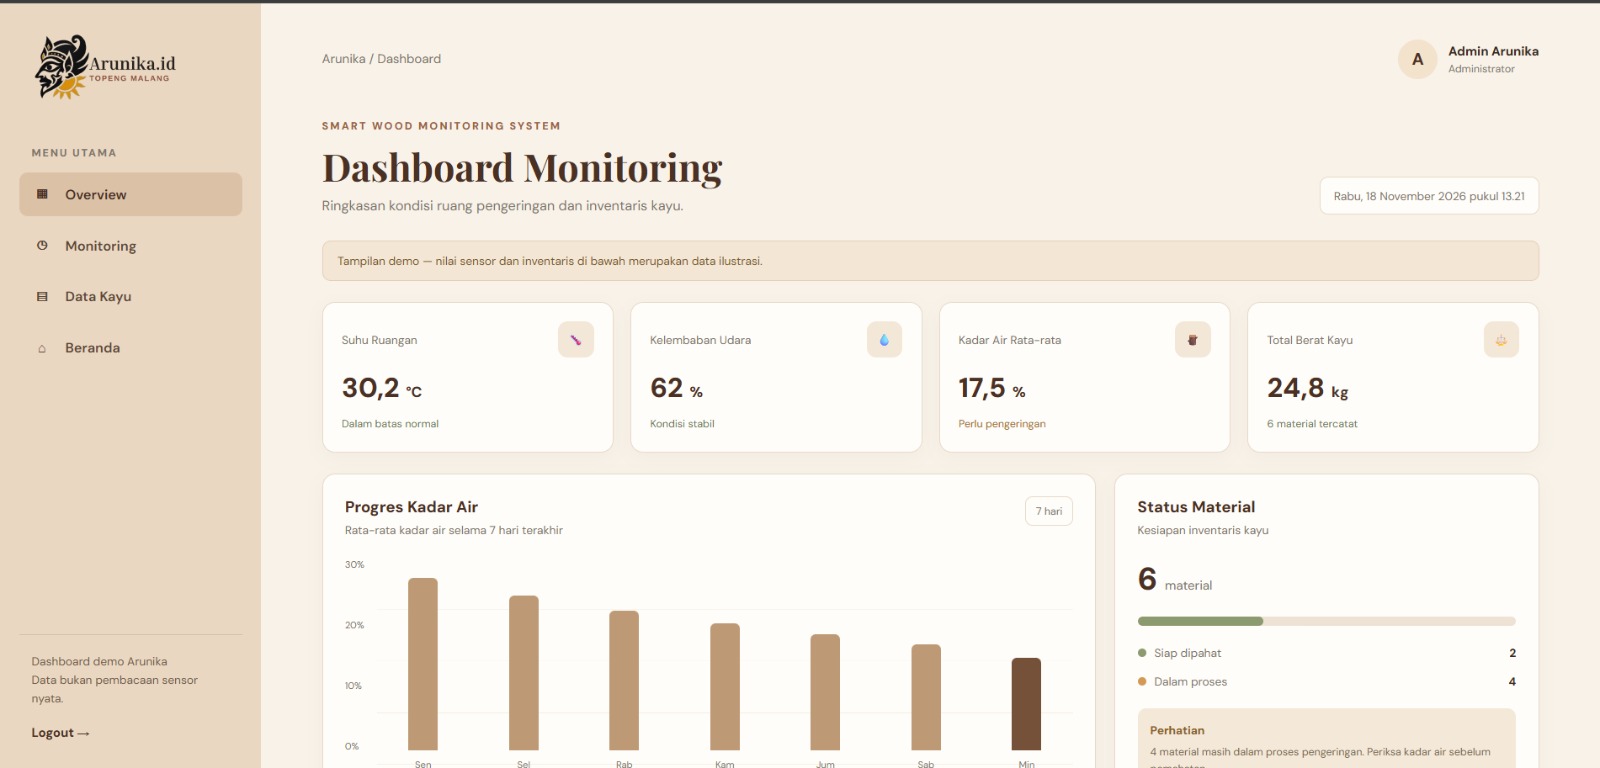 Arunika.id
TOPENG MALANG
MENU UTAMA
Overview
Monitoring
Data Kayu
Beranda
Dashboard demo Arunika
Data bukan pembacaan sensor
nyata.
Logout →
Arunika / Dashboard
A
Admin Arunika
Administrator
SMART WOOD MONITORING SYSTEM
Dashboard Monitoring
Ringkasan kondisi ruang pengeringan dan inventaris kayu.
Rabu, 18 November 2026 pukul 13.21
Tampilan demo — nilai sensor dan inventaris di bawah merupakan data ilustrasi.
Suhu Ruangan
30,2 °C
Dalam batas normal
Kelembaban Udara
62 %
Kondisi stabil
Kadar Air Rata-rata
17,5 %
Perlu pengeringan
Total Berat Kayu
24,8 kg
6 material tercatat
Progres Kadar Air
Rata-rata kadar air selama 7 hari terakhir
7 hari
30%
20%
10%
0%
Sen Sel Rab Kam Jum Sab Min
Status Material
Kesiapan inventaris kayu
6 material
Siap dipahat 2
Dalam proses 4
Perhatian
4 material masih dalam proses pengeringan. Periksa kadar air sebelum